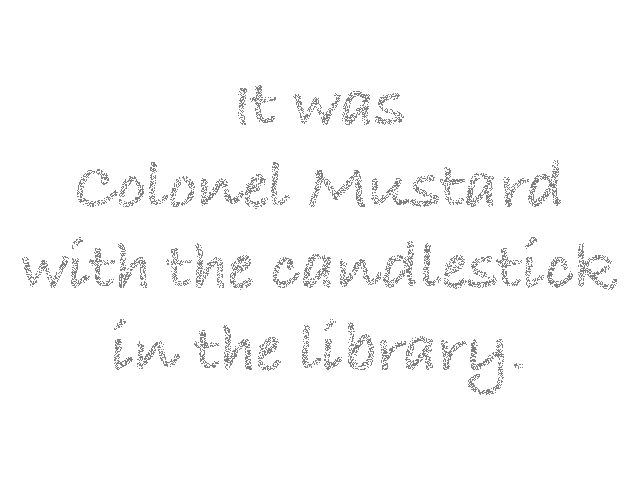 It was
Colonel Mustard
with the candlestick
in the library.